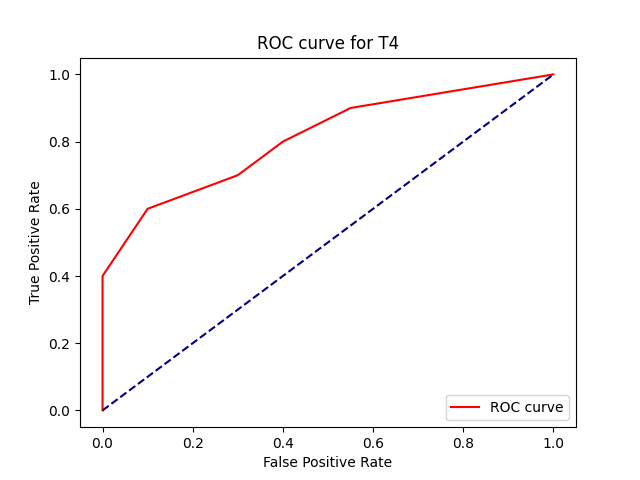 ROC curve for T4
True Positive Rate
1.0
0.8
0.6
0.4
0.2
0.0
0.0 0.2 0.4 0.6 0.8 1.0
False Positive Rate
ROC curve